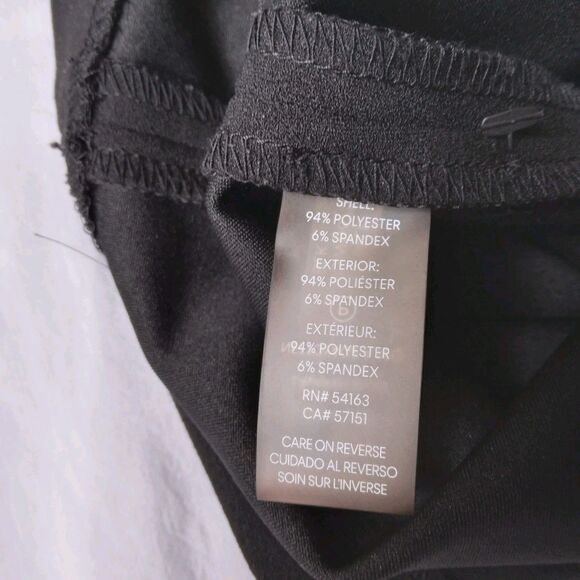 SHELL:
94% POLYESTER
6% SPANDEX
EXTERIOR:
94% POLIÉSTER
6% SPANDEX
EXTÉRIEUR:
94% POLYESTER
6% SPANDEX
RN# 54163
CA# 57151
CARE ON REVERSE
CUIDADO AL REVERSO
SOIN SUR L'INVERSE